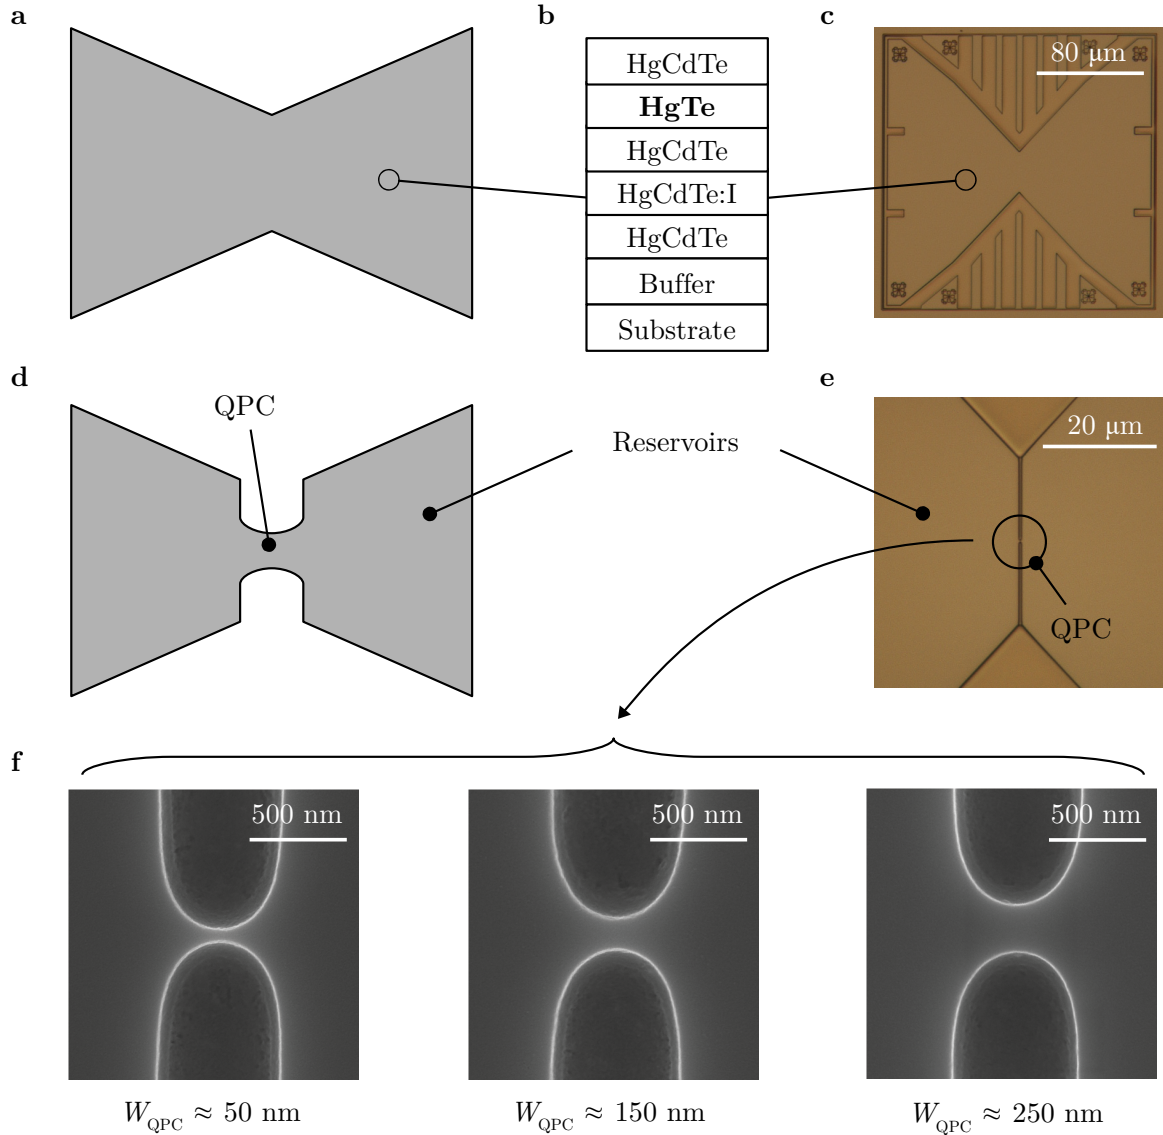 a
b
c
HgCdTe
HgTe
HgCdTe
HgCdTe:I
HgCdTe
Buffer
Substrate
80 μm
d
e
QPC
Reservoirs
20 μm
QPC
f
500 nm
500 nm
500 nm
W_QPC ≈ 50 nm
W_QPC ≈ 150 nm
W_QPC ≈ 250 nm